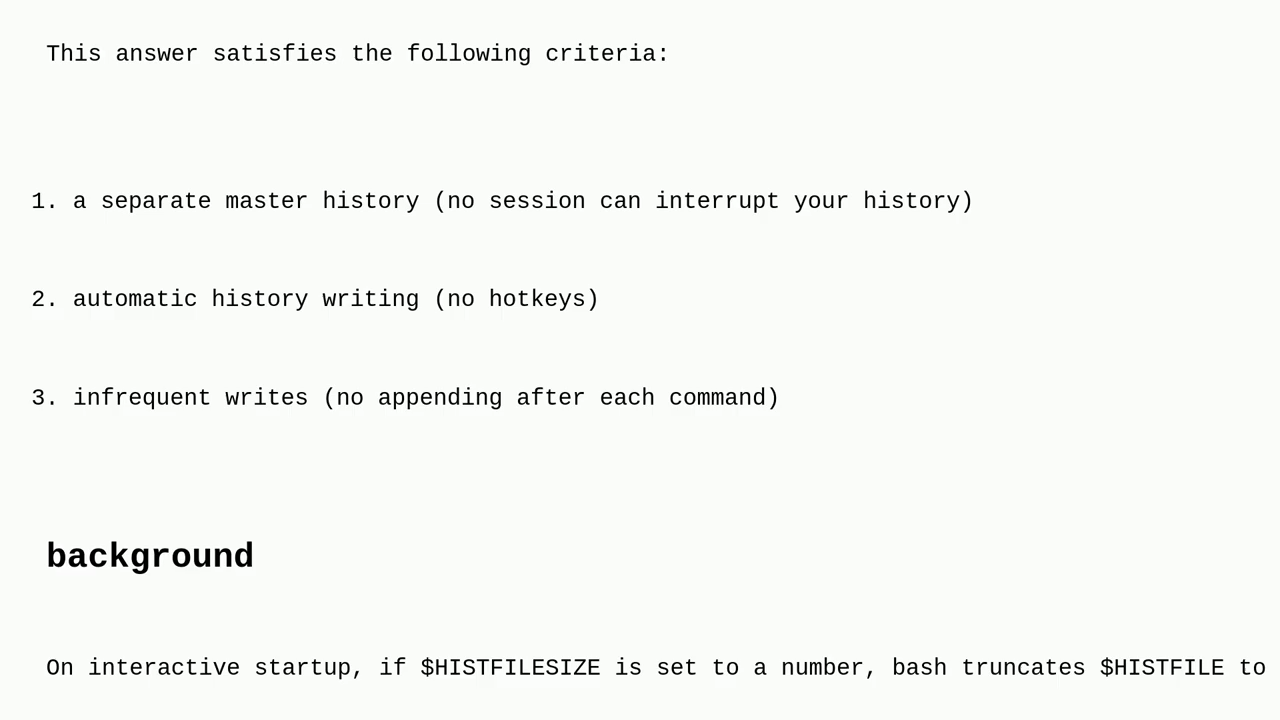 This answer satisfies the following criteria:
1. a separate master history (no session can interrupt your history)
2. automatic history writing (no hotkeys)
3. infrequent writes (no appending after each command)
background
On interactive startup, if $HISTFILESIZE is set to a number, bash truncates $HISTFILE to